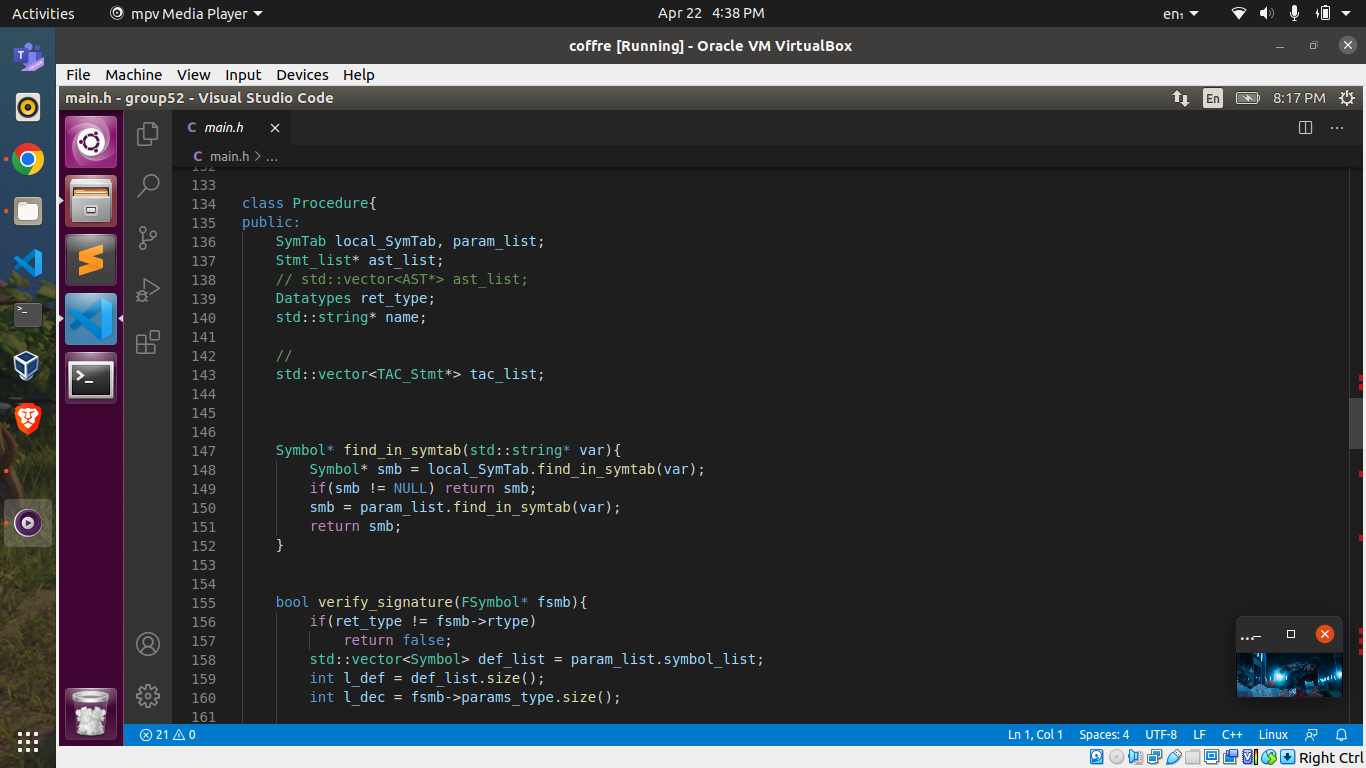 Activities mpv Media Player Apr 22 4:38 PM en₁
coffre [Running] - Oracle VM VirtualBox
File Machine View Input Devices Help
main.h - group52 - Visual Studio Code En 8:17 PM
C main.h
C main.h > ...
132
133
134 class Procedure{
135 public:
136 SymTab local_SymTab, param_list;
137 Stmt_list* ast_list;
138 // std::vector<AST*> ast_list;
139 Datatypes ret_type;
140 std::string* name;
141
142 //
143 std::vector<TAC_Stmt*> tac_list;
144
145
146
147 Symbol* find_in_symtab(std::string* var){
148 Symbol* smb = local_SymTab.find_in_symtab(var);
149 if(smb != NULL) return smb;
150 smb = param_list.find_in_symtab(var);
151 return smb;
152 }
153
154
155 bool verify_signature(FSymbol* fsmb){
156 if(ret_type != fsmb->rtype)
157 return false;
158 std::vector<Symbol> def_list = param_list.symbol_list;
159 int l_def = def_list.size();
160 int l_dec = fsmb->params_type.size();
161
21 0 Ln 1, Col 1 Spaces: 4 UTF-8 LF C++ Linux
Right Ctrl